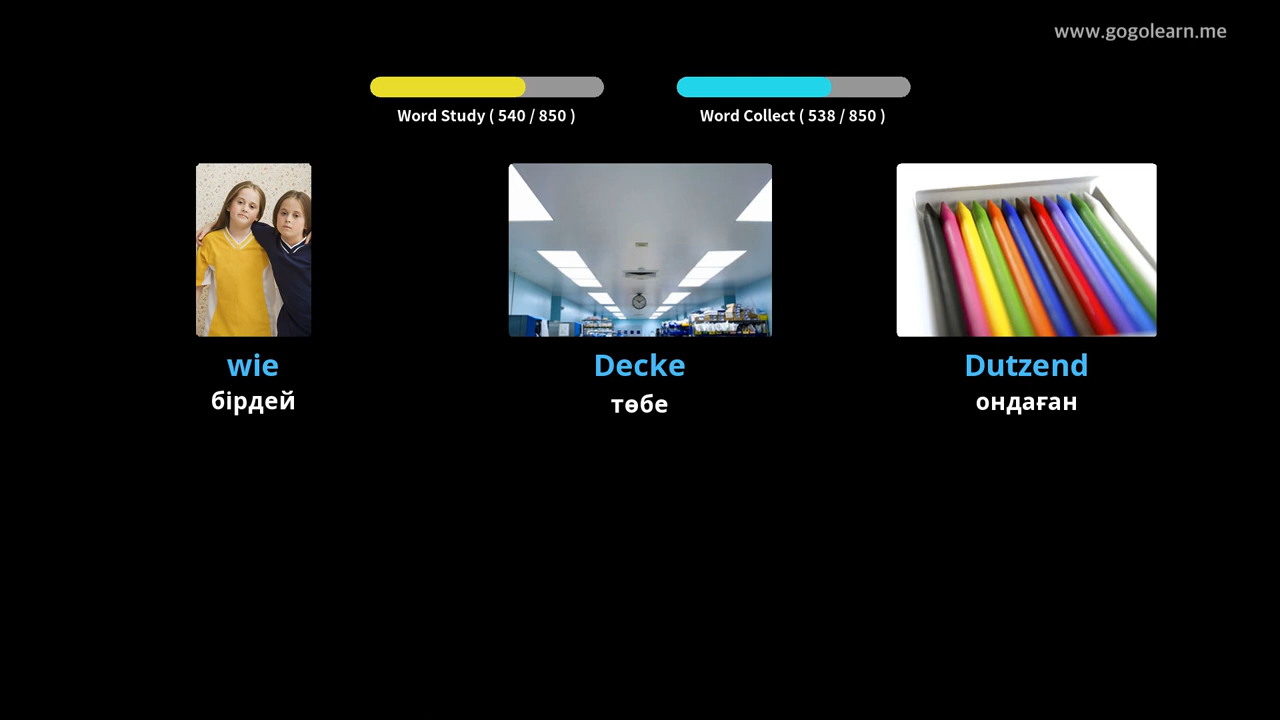 www.gogolearn.me
Word Study ( 540 / 850 )
Word Collect ( 538 / 850 )
wie
бірдей
Decke
төбе
Dutzend
ондаған